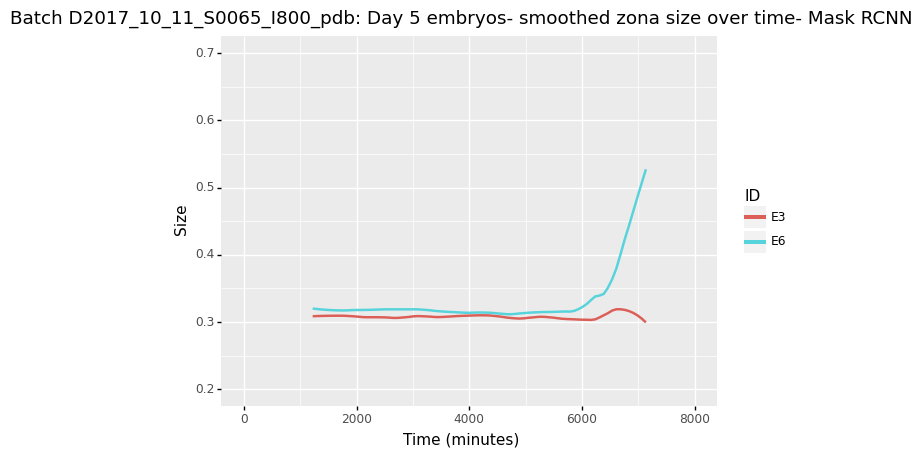 Batch D2017_10_11_S0065_I800_pdb: Day 5 embryos- smoothed zona size over time- Mask RCNN
0.7
0.6
0.5
0.4
0.3
0.2
Size
0 2000 4000 6000 8000
Time (minutes)
ID
E3
E6